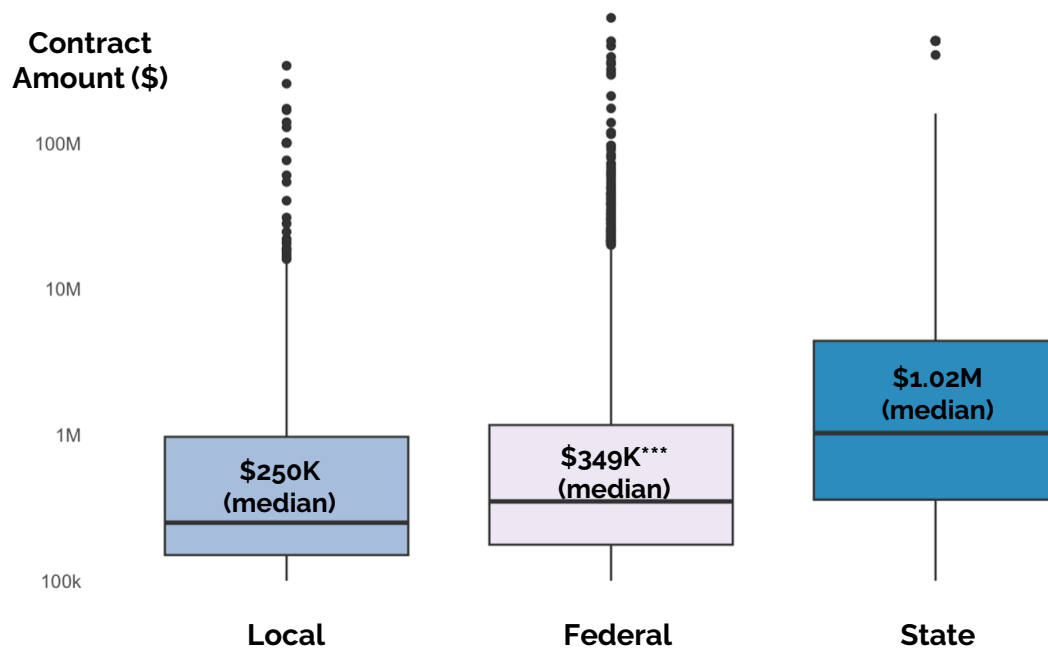 Contract
Amount ($)
100M
10M
1M
100k
$250K
(median)
$349K***
(median)
$1.02M
(median)
Local
Federal
State